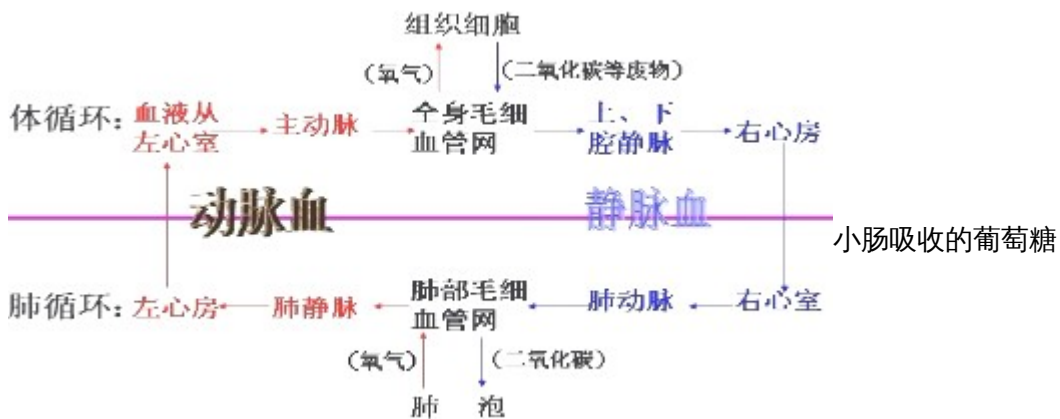 组织细胞
（氧气） （二氧化碳等废物）
体循环：血液从左心室 主动脉 全身毛细血管网 上、下腔静脉 右心房
动脉血 静脉血
小肠吸收的葡萄糖
肺循环：左心房 肺静脉 肺部毛细血管网 肺动脉 右心室
（氧气） （二氧化碳）
肺 泡